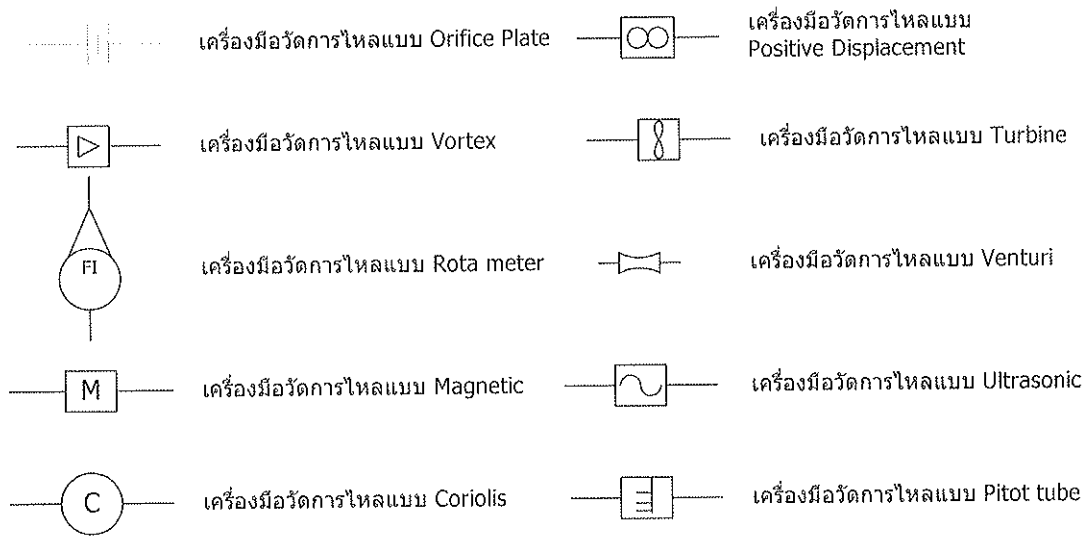 เครื่องมือวัดการไหลแบบ Orifice Plate
เครื่องมือวัดการไหลแบบ
Positive Displacement
เครื่องมือวัดการไหลแบบ Vortex
เครื่องมือวัดการไหลแบบ Turbine
FI
เครื่องมือวัดการไหลแบบ Rota meter
เครื่องมือวัดการไหลแบบ Venturi
M
เครื่องมือวัดการไหลแบบ Magnetic
เครื่องมือวัดการไหลแบบ Ultrasonic
C
เครื่องมือวัดการไหลแบบ Coriolis
เครื่องมือวัดการไหลแบบ Pitot tube